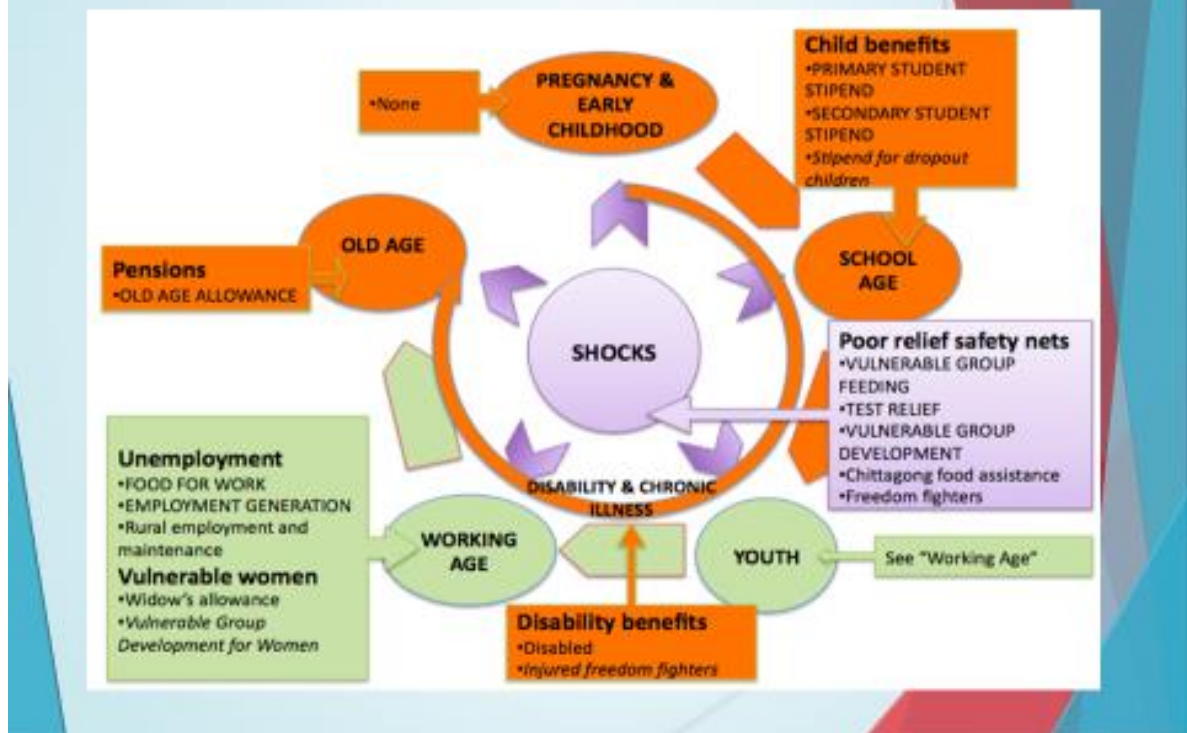 •None
PREGNANCY &
EARLY
CHILDHOOD
Child benefits
•PRIMARY STUDENT
STIPEND
•SECONDARY STUDENT
STIPEND
•Stipend for dropout
children
OLD AGE
Pensions
•OLD AGE ALLOWANCE
SCHOOL
AGE
SHOCKS
Poor relief safety nets
•VULNERABLE GROUP
FEEDING
•TEST RELIEF
•VULNERABLE GROUP
DEVELOPMENT
•Chittagong food assistance
•Freedom fighters
Unemployment
•FOOD FOR WORK
•EMPLOYMENT GENERATION
•Rural employment and
maintenance
Vulnerable women
•Widow's allowance
•Vulnerable Group
Development for Women
DISABILITY & CHRONIC
ILLNESS
WORKING
AGE
YOUTH
See "Working Age"
Disability benefits
•Disabled
•Injured freedom fighters